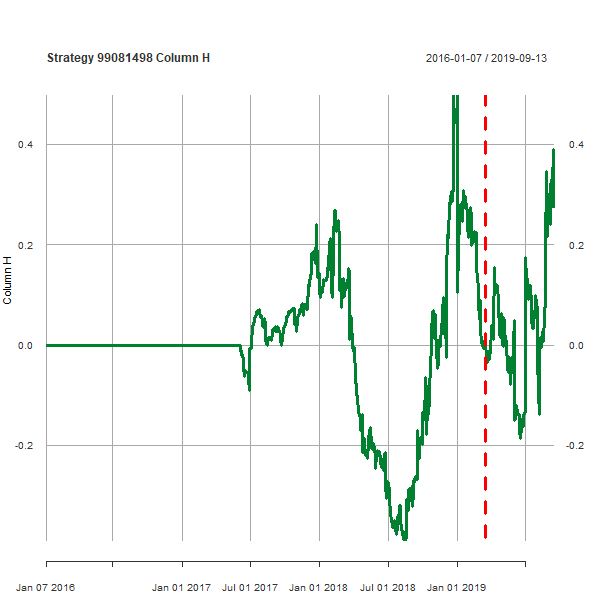 Strategy 99081498 Column H
2016-01-07 / 2019-09-13
0.4
0.4
0.2
0.2
Column H
0.0
0.0
-0.2
-0.2
Jan 07 2016
Jan 01 2017
Jul 01 2017
Jan 01 2018
Jul 01 2018
Jan 01 2019